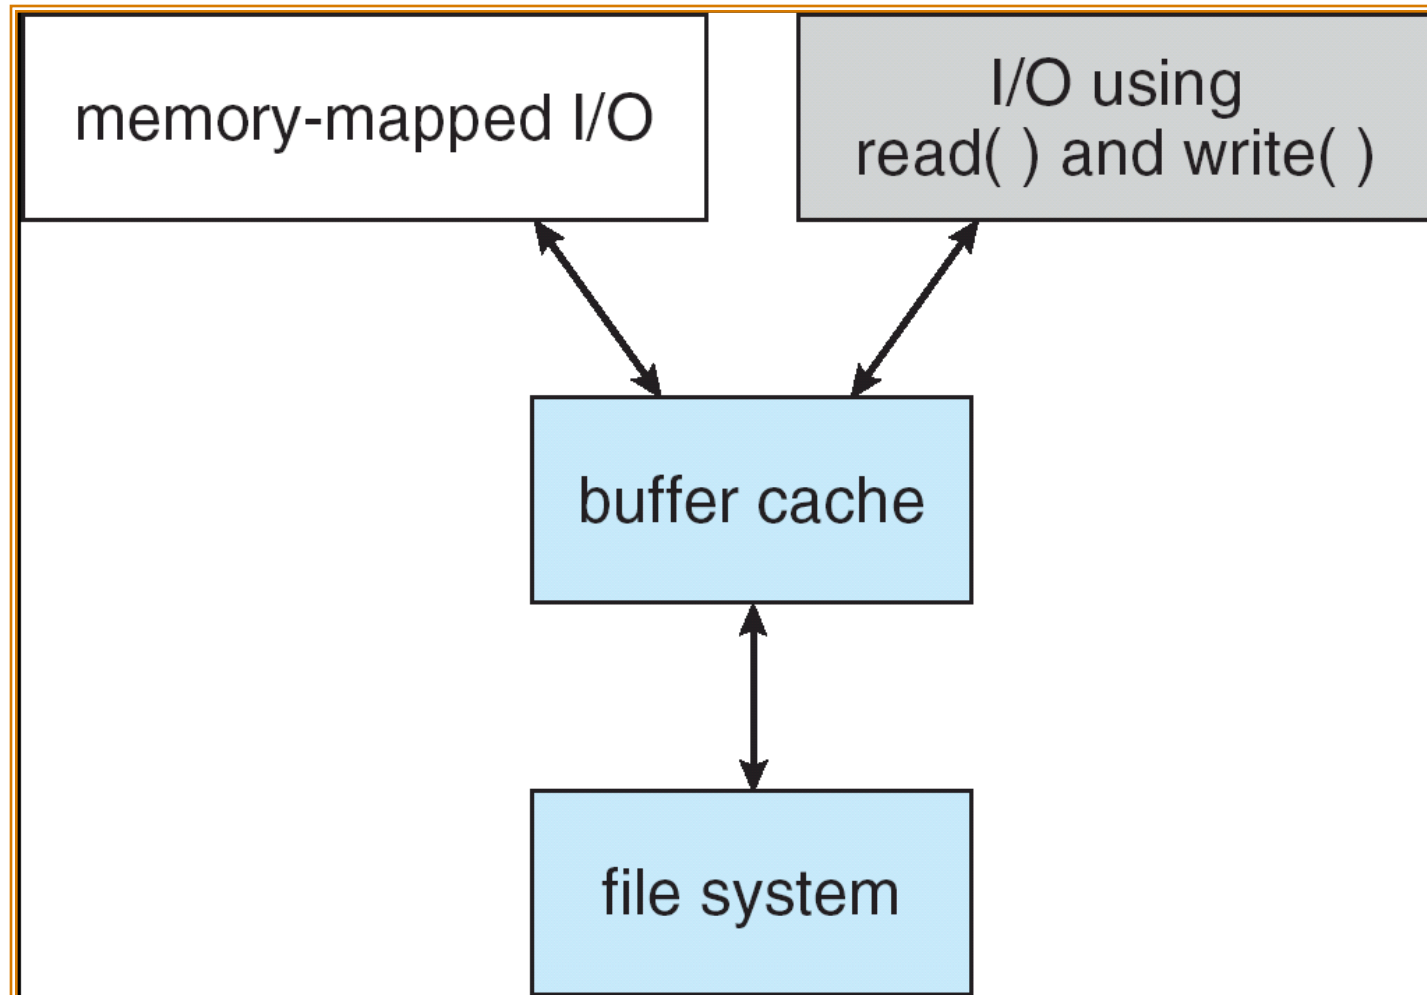 memory-mapped I/O
I/O using
read( ) and write( )
buffer cache
file system